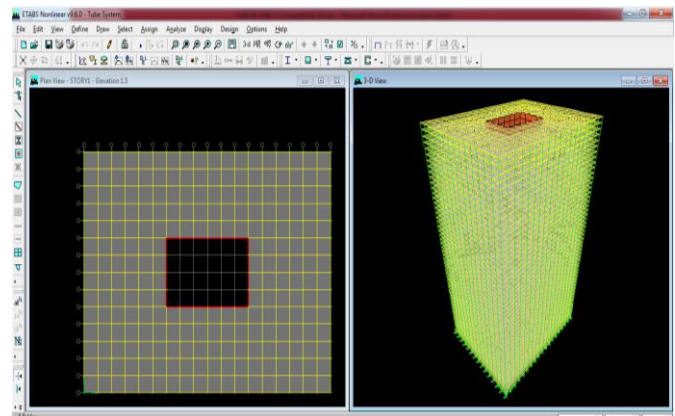 ETABS Nonlinear v9.6.0 - Tube System
File Edit View Define Draw Select Assign Analyze Display Design Options Help
Plan View - STORY1 - Elevation 1.5
3-D View